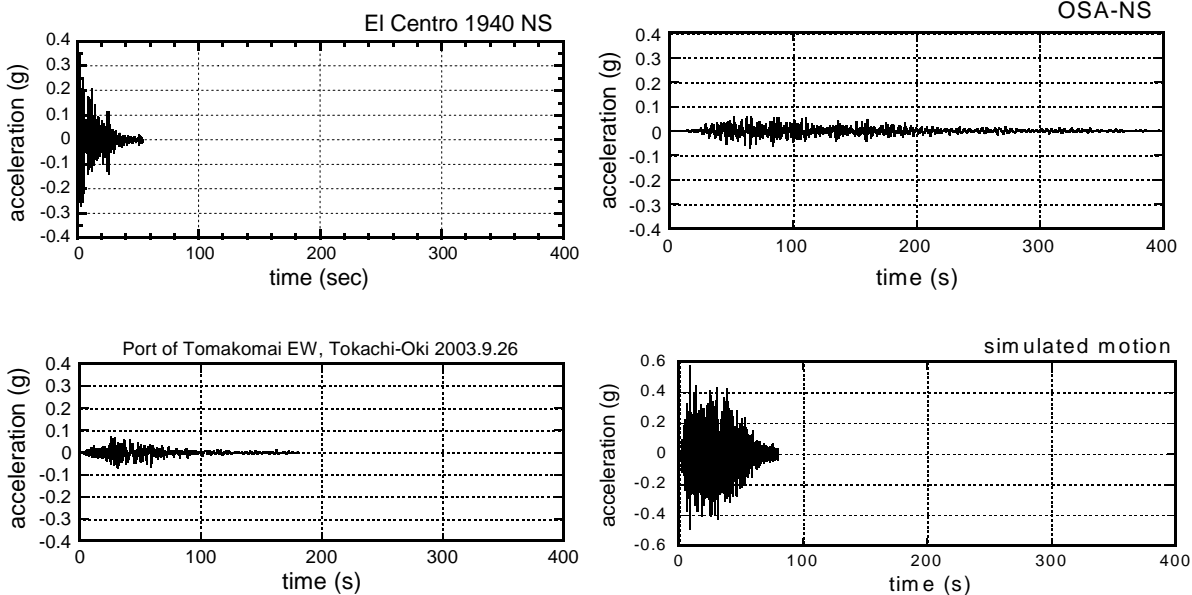 El Centro 1940 NS
0.4
0.3
0.2
0.1
0
-0.1
-0.2
-0.3
-0.4
acceleration (g)
0 100 200 300 400
time (sec)
OSA-NS
0.4
0.3
0.2
0.1
0
-0.1
-0.2
-0.3
-0.4
acceleration (g)
0 100 200 300 400
time (s)
Port of Tomakomai EW, Tokachi-Oki 2003.9.26
0.4
0.3
0.2
0.1
0
-0.1
-0.2
-0.3
-0.4
acceleration (g)
0 100 200 300 400
time (s)
simulated motion
0.6
0.4
0.2
0
-0.2
-0.4
-0.6
acceleration (g)
0 100 200 300 400
time (s)